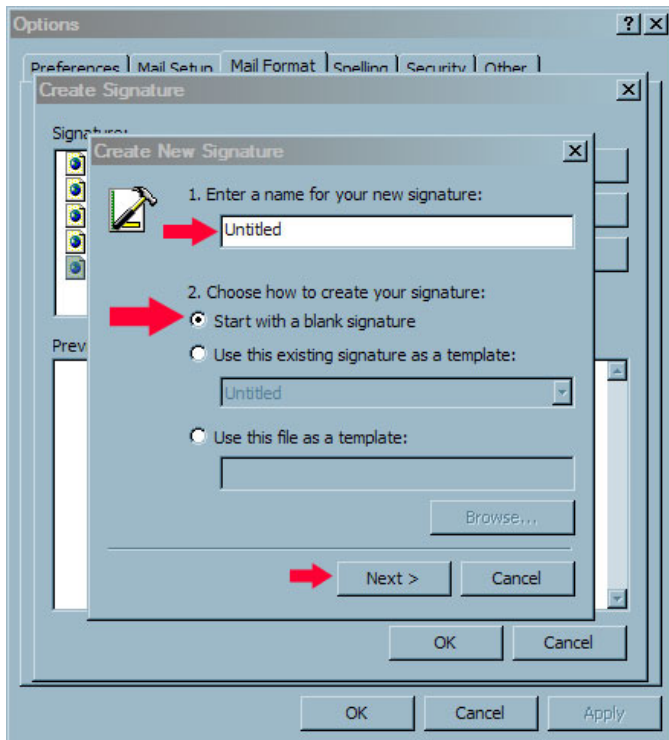 Options
Preferences Mail Setup Mail Format Spelling Security Other
Create Signature
Signature:
Create New Signature
1. Enter a name for your new signature:
Untitled
2. Choose how to create your signature:
Start with a blank signature
Use this existing signature as a template:
Untitled
Use this file as a template:
Browse...
Next > Cancel
Previ
OK Cancel
OK Cancel Apply